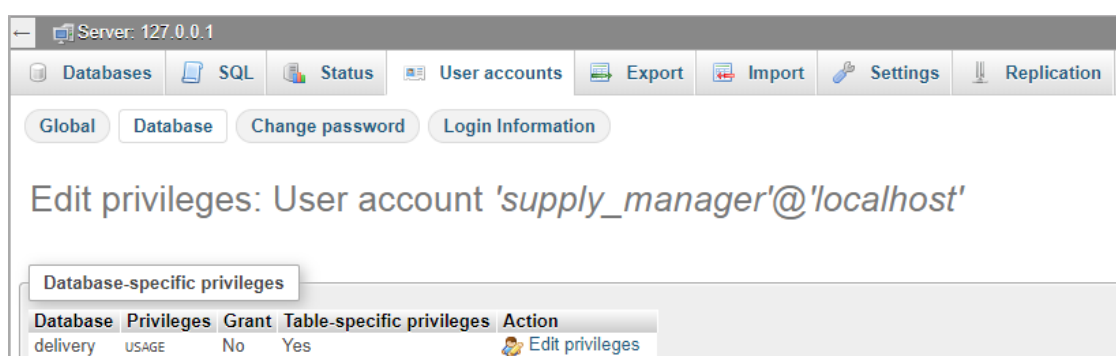 ← Server: 127.0.0.1
Databases SQL Status User accounts Export Import Settings Replication
Global Database Change password Login Information
Edit privileges: User account 'supply_manager'@'localhost'
Database-specific privileges
Database Privileges Grant Table-specific privileges Action
delivery USAGE No Yes Edit privileges